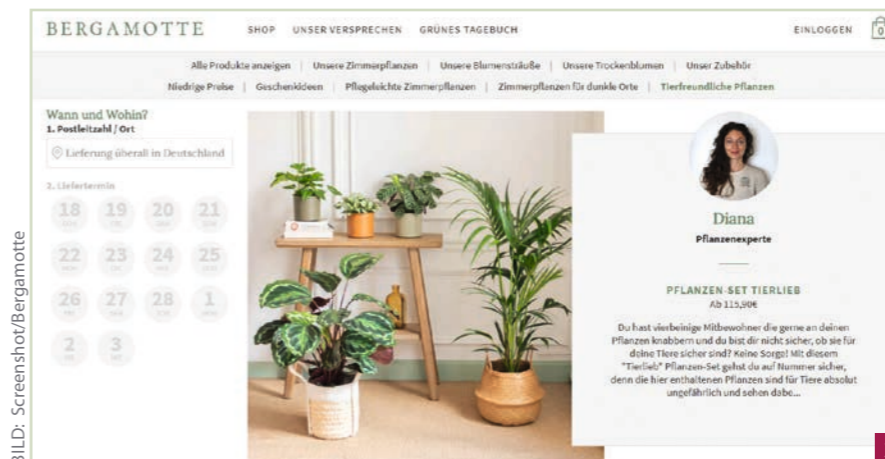 BERGAMOTTE
SHOP UNSER VERSPRECHEN GRÜNES TAGEBUCH
EINLOGGEN 0
Alle Produkte anzeigen | Unsere Zimmerpflanzen | Unsere Blumensträuße | Unsere Trockenblumen | Unser Zubehör
Niedrige Preise | Geschenkideen | Pflegeleichte Zimmerpflanzen | Zimmerpflanzen für dunkle Orte | Tierfreundliche Pflanzen
Wann und Wohin?
1. Postleitzahl / Ort
Lieferung überall in Deutschland
2. Liefertermin
18 19 20 21
22 23 24 25
26 27 28 1
2 3
Diana
Pflanzenexperte
PFLANZEN-SET TIERLIEB
Ab 115,90€
Du hast vierbeinige Mitbewohner die gerne an deinen
Pflanzen knabbern und du bist dir nicht sicher, ob sie für
deine Tiere sicher sind? Keine Sorge! Mit diesem
"Tierlieb" Pflanzen-Set gehst du auf Nummer sicher,
denn die hier enthaltenen Pflanzen sind für Tiere absolut
ungefährlich und sehen dabe...
BILD: Screenshot/Bergamotte